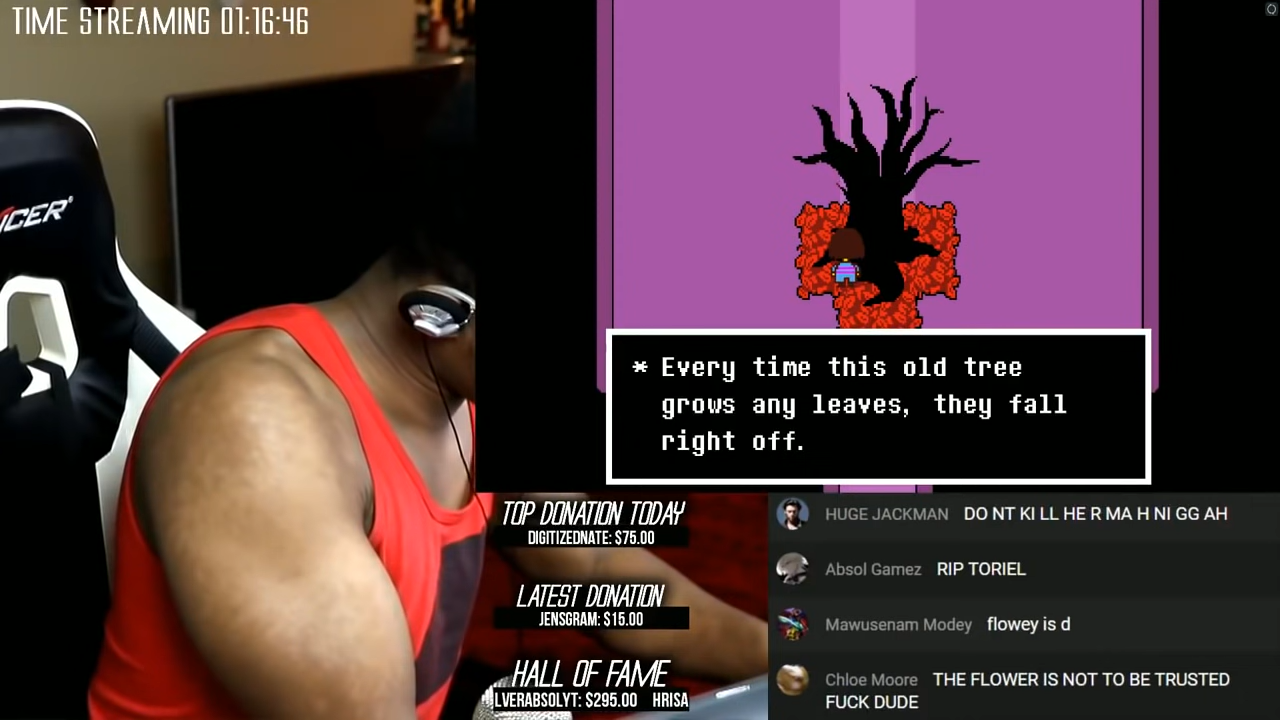 TIME STREAMING 01:16:46
* Every time this old tree
grows any leaves, they fall
right off.
TOP DONATION TODAY
DIGITIZEDNATE: $75.00
LATEST DONATION
JENSGRAM: $15.00
HALL OF FAME
LVERABSOLYT: $295.00 HRISA
HUGE JACKMAN DO NT KI LL HE R MA H NI GG AH
Absol Gamez RIP TORIEL
Mawusenam Modey flowey is d
Chloe Moore THE FLOWER IS NOT TO BE TRUSTED
FUCK DUDE